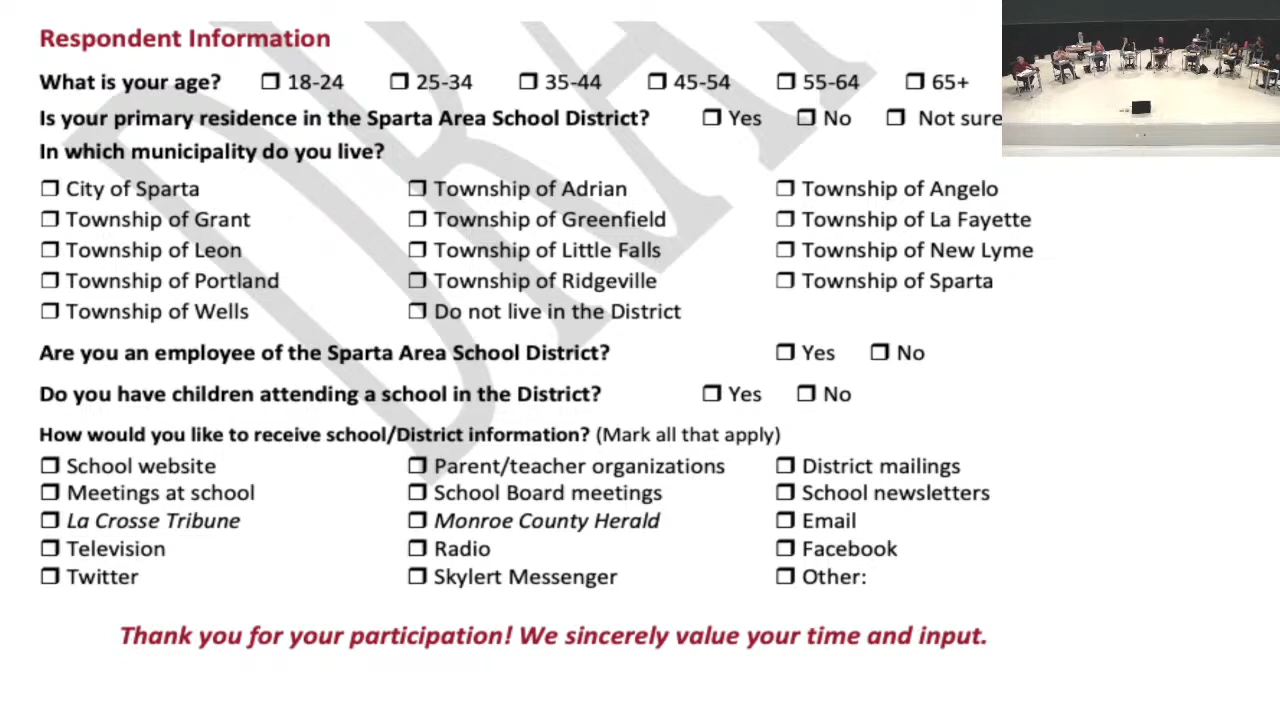 Respondent Information
What is your age? ❒ 18-24 ❒ 25-34 ❒ 35-44 ❒ 45-54 ❒ 55-64 ❒ 65+
Is your primary residence in the Sparta Area School District? ❒ Yes ❒ No ❒ Not sure
In which municipality do you live?
❒ City of Sparta ❒ Township of Adrian ❒ Township of Angelo
❒ Township of Grant ❒ Township of Greenfield ❒ Township of La Fayette
❒ Township of Leon ❒ Township of Little Falls ❒ Township of New Lyme
❒ Township of Portland ❒ Township of Ridgeville ❒ Township of Sparta
❒ Township of Wells ❒ Do not live in the District
Are you an employee of the Sparta Area School District? ❒ Yes ❒ No
Do you have children attending a school in the District? ❒ Yes ❒ No
How would you like to receive school/District information? (Mark all that apply)
❒ School website ❒ Parent/teacher organizations ❒ District mailings
❒ Meetings at school ❒ School Board meetings ❒ School newsletters
❒ La Crosse Tribune ❒ Monroe County Herald ❒ Email
❒ Television ❒ Radio ❒ Facebook
❒ Twitter ❒ Skylert Messenger ❒ Other:
Thank you for your participation! We sincerely value your time and input.